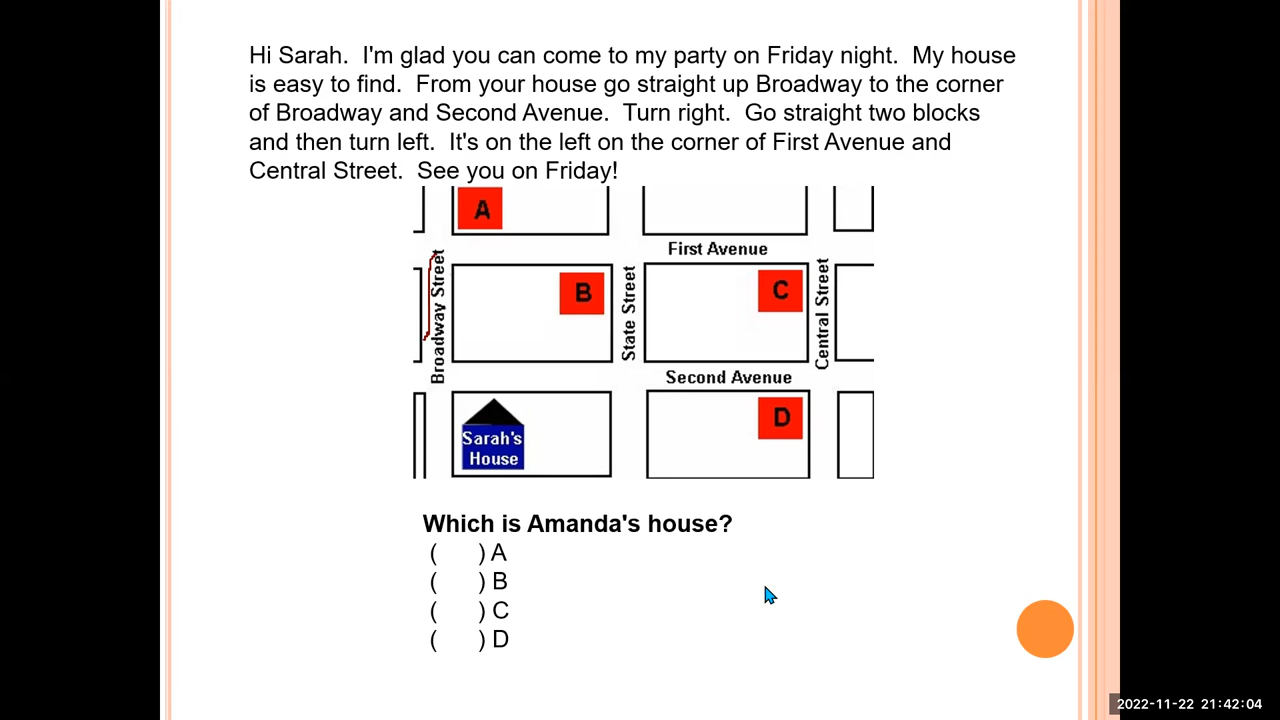 Hi Sarah.  I'm glad you can come to my party on Friday night.  My house
is easy to find.  From your house go straight up Broadway to the corner
of Broadway and Second Avenue.  Turn right.  Go straight two blocks
and then turn left.  It's on the left on the corner of First Avenue and
Central Street.  See you on Friday!
A
First Avenue
Broadway Street
B
State Street
C
Central Street
Second Avenue
Sarah's
House
D
Which is Amanda's house?
(     ) A
(     ) B
(     ) C
(     ) D
2022-11-22 21:42:04